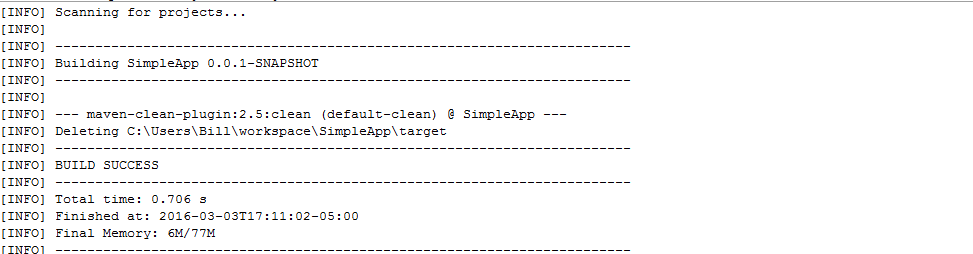 [INFO] Scanning for projects...
[INFO]
[INFO] ------------------------------------------------------------------------
[INFO] Building SimpleApp 0.0.1-SNAPSHOT
[INFO] ------------------------------------------------------------------------
[INFO]
[INFO] --- maven-clean-plugin:2.5:clean (default-clean) @ SimpleApp ---
[INFO] Deleting C:\Users\Bill\workspace\SimpleApp\target
[INFO] ------------------------------------------------------------------------
[INFO] BUILD SUCCESS
[INFO] ------------------------------------------------------------------------
[INFO] Total time: 0.706 s
[INFO] Finished at: 2016-03-03T17:11:02-05:00
[INFO] Final Memory: 6M/77M
[INFO] ------------------------------------------------------------------------